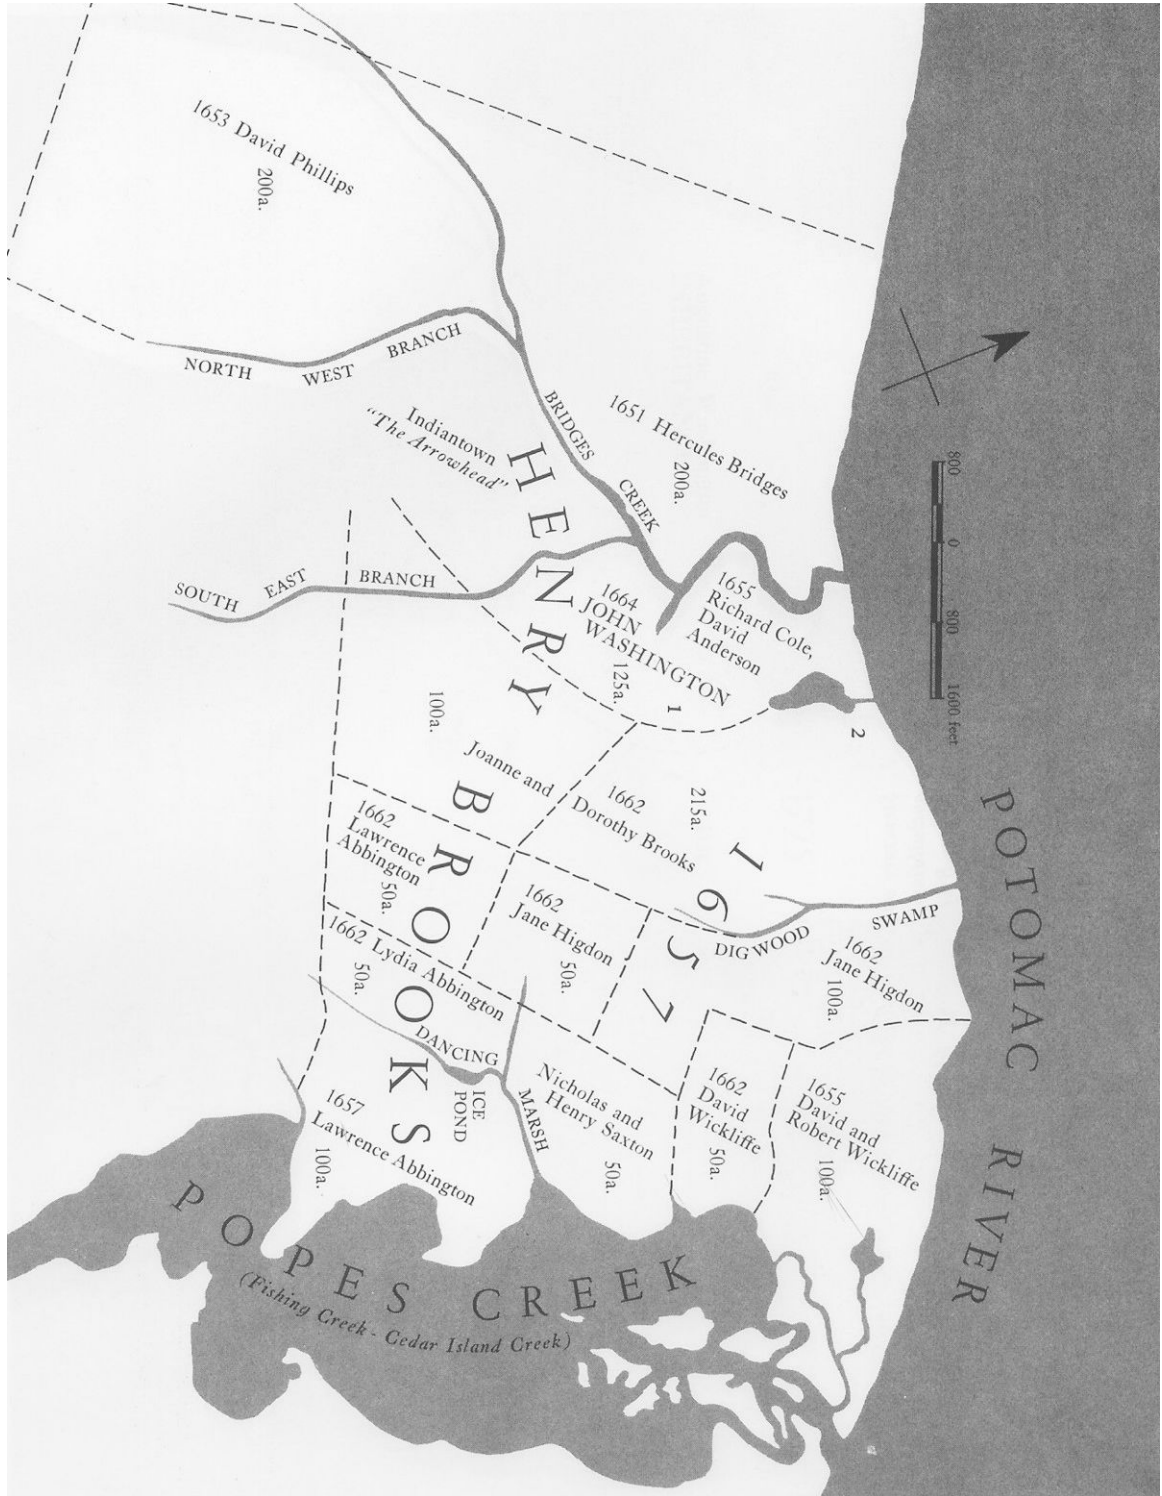 1653 David Phillips
200a.
NORTH WEST BRANCH
Indiantown
"The Arrowhead"
BRIDGES CREEK
1651 Hercules Bridges
200a.
SOUTH EAST BRANCH
1664
JOHN
WASHINGTON
125a.
1
1655
Richard Cole,
David
Anderson
2
800 0 800 1600 feet
HENRY BROOKS 1657
100a.
Joanne and Dorothy Brooks
1662
215a.
1662
Lawrence
Abbington
50a.
1662
Jane Higdon
50a.
DIGWOOD SWAMP
1662
Jane Higdon
100a.
1662 Lydia Abbington
50a.
DANCING MARSH
ICE
POND
1657
Lawrence Abbington
100a.
Nicholas and
Henry Saxton
50a.
1662
David
Wickliffe
50a.
1655
David and
Robert Wickliffe
100a.
POTOMAC RIVER
POPES CREEK
(Fishing Creek - Cedar Island Creek)